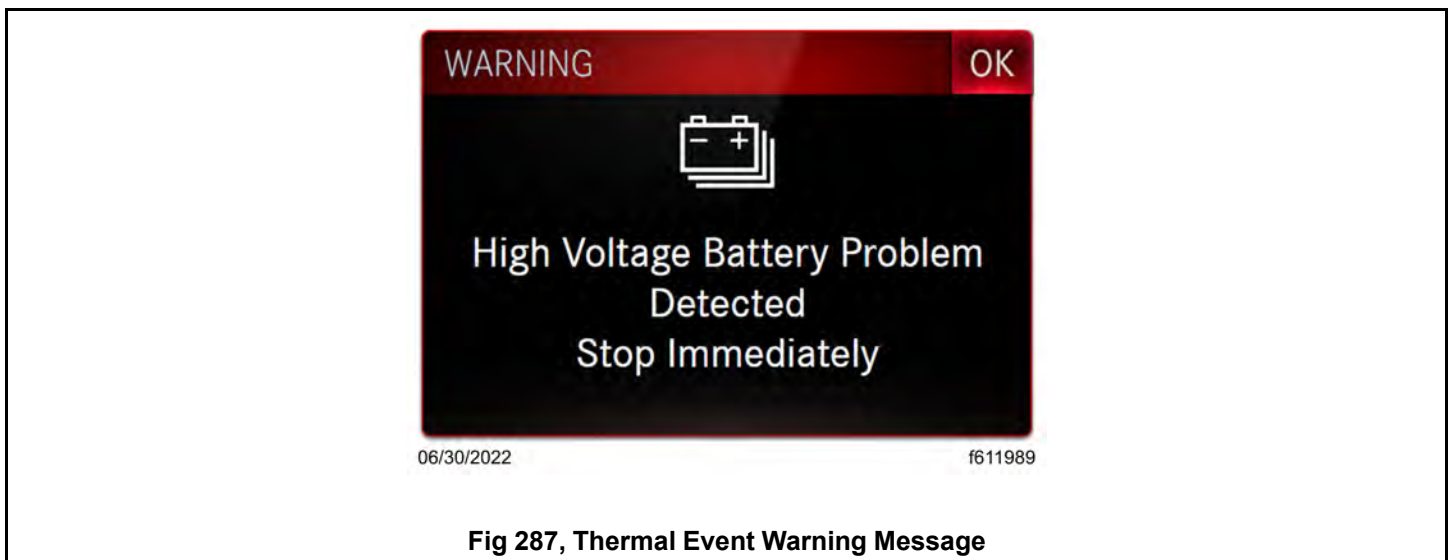 WARNING OK
High Voltage Battery Problem
Detected
Stop Immediately
06/30/2022 f611989
Fig 287, Thermal Event Warning Message